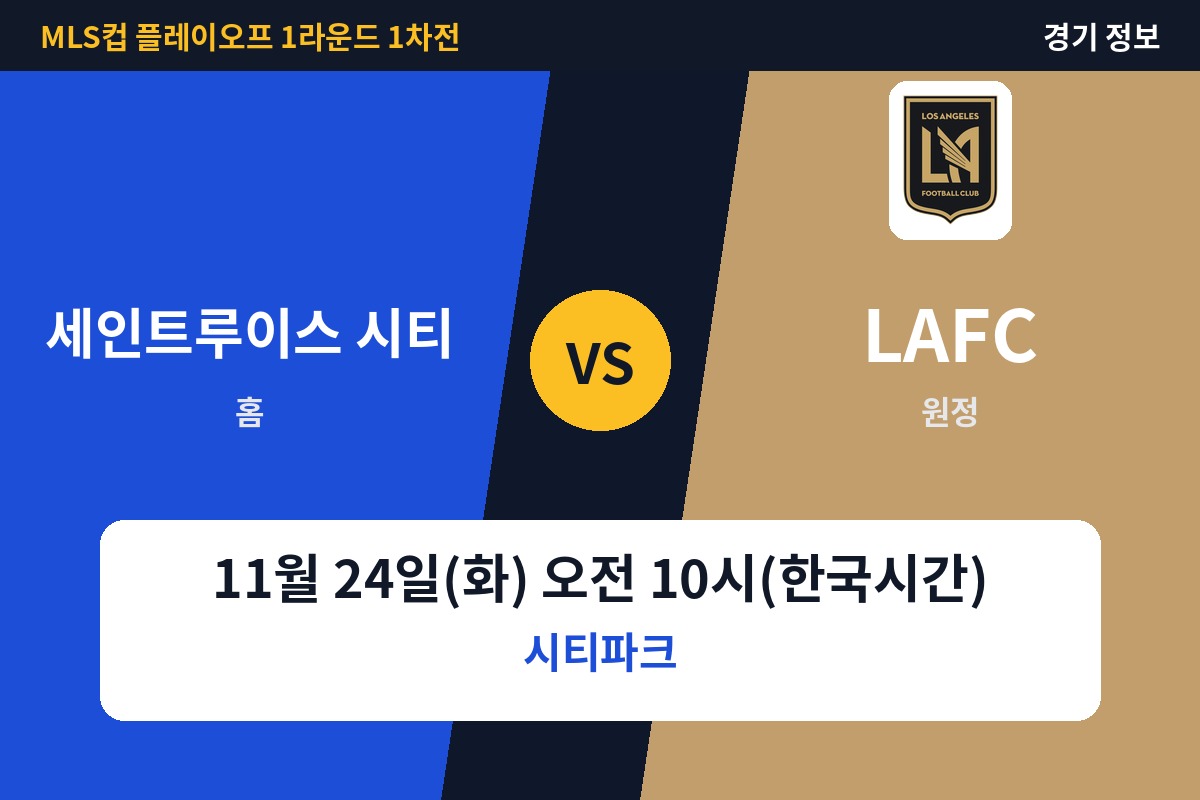 MLS컵 플레이오프 1라운드 1차전
경기 정보
LOS ANGELES
LA
FOOTBALL CLUB
세인트루이스 시티
홈
VS
LAFC
원정
11월 24일(화) 오전 10시(한국시간)
시티파크